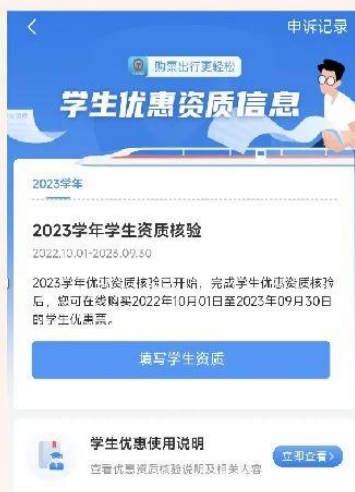 申诉记录
购票出行更轻松
学生优惠资质信息
2023学年
2023学年学生资质核验
2022.10.01-2023.09.30
2023学年优惠资质核验已开始，完成学生优惠资质核验
后，您可在线购买2022年10月01日至2023年09月30日
的学生优惠票。
填写学生资质
学生优惠使用说明
查看优惠资质核验说明及相关内容
立即查看>